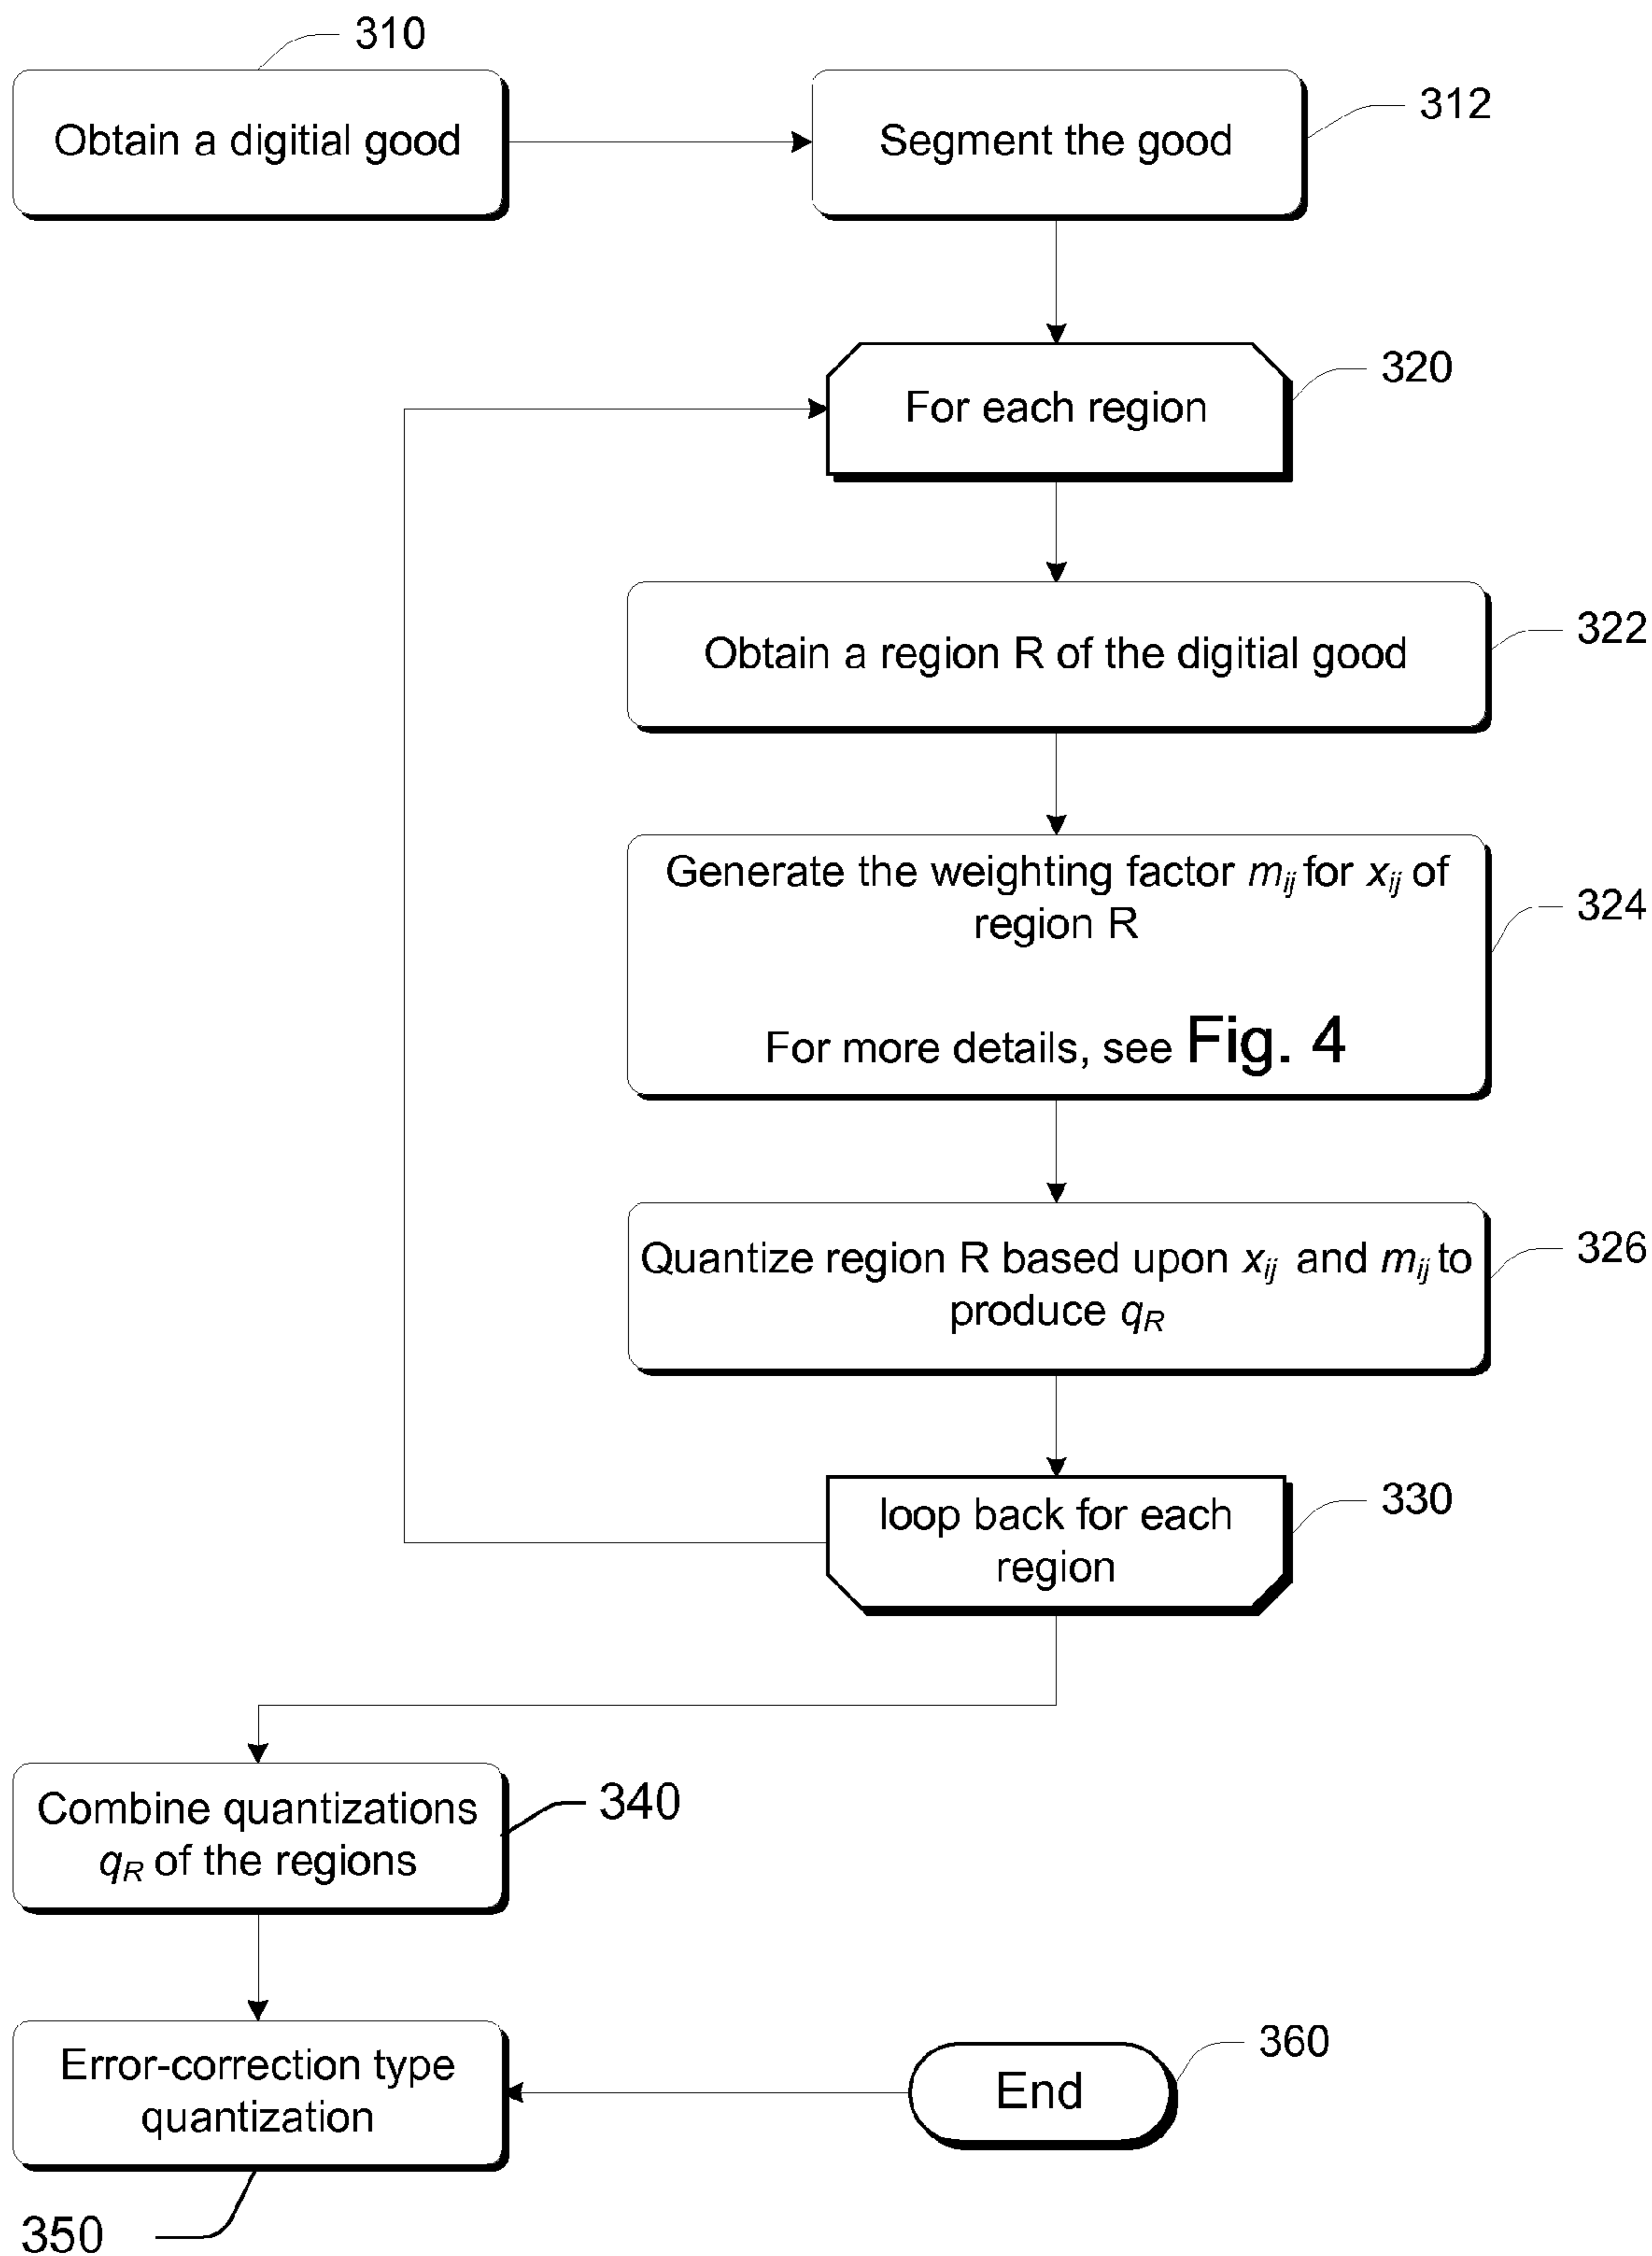 310
Obtain a digitial good
312
Segment the good
320
For each region
322
Obtain a region R of the digitial good
324
Generate the weighting factor mij for xij of
region R
For more details, see Fig. 4
326
Quantize region R based upon xij and mij to
produce qR
330
loop back for each
region
340
Combine quantizations
qR of the regions
350
Error-correction type
quantization
360
End